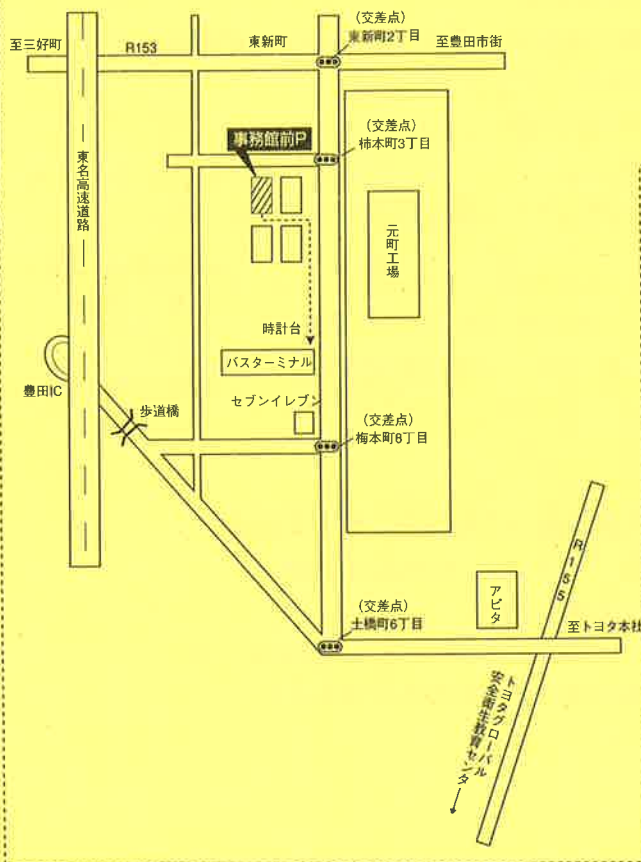 (交差点)
東新町2丁目
至三好町
R153
東新町
至豊田市街
(交差点)
柿本町3丁目
事務館前P
東名高速道路
元町工場
時計台
バスターミナル
豊田IC
セブンイレブン
歩道橋
(交差点)
梅本町6丁目
R155
アピタ
(交差点)
土橋町6丁目
至トヨタ本社
トヨタグローバル
安全衛生教育センター